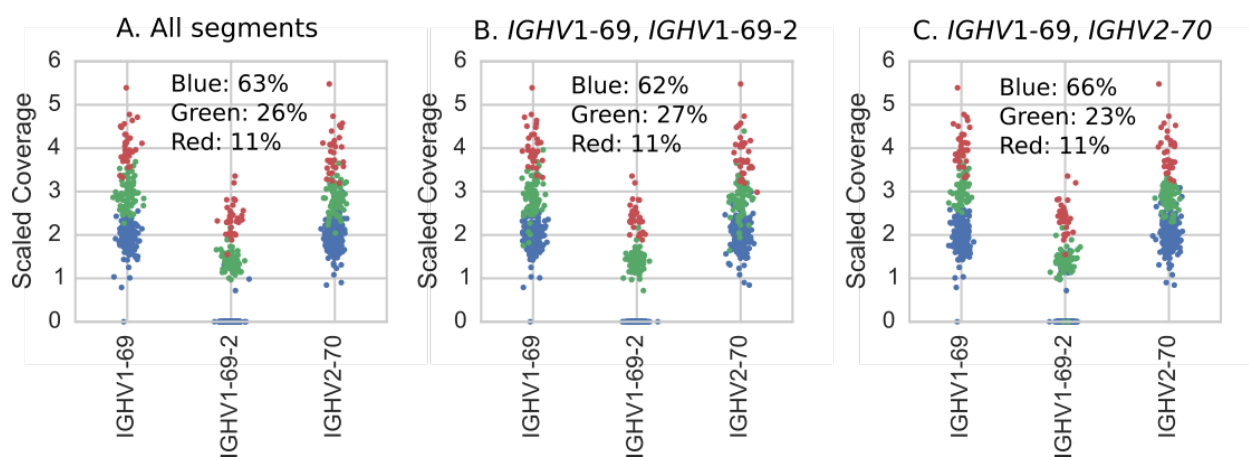 A. All segments
Scaled Coverage
6
5
4
3
2
1
0
Blue: 63%
Green: 26%
Red: 11%
IGHV1-69
IGHV1-69-2
IGHV2-70
B. IGHV1-69, IGHV1-69-2
Scaled Coverage
6
5
4
3
2
1
0
Blue: 62%
Green: 27%
Red: 11%
IGHV1-69
IGHV1-69-2
IGHV2-70
C. IGHV1-69, IGHV2-70
Scaled Coverage
6
5
4
3
2
1
0
Blue: 66%
Green: 23%
Red: 11%
IGHV1-69
IGHV1-69-2
IGHV2-70